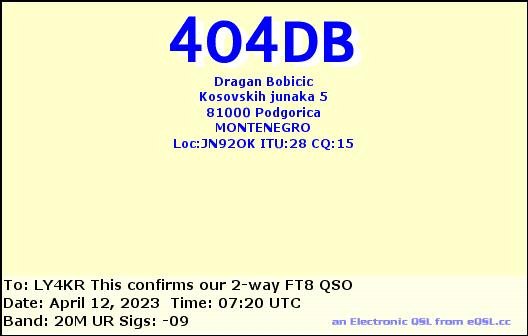 4O4DB
Dragan Bobicic
Kosovskih junaka 5
81000 Podgorica
MONTENEGRO
Loc:JN92OK ITU:28 CQ:15
To: LY4KR This confirms our 2-way FT8 QSO
Date: April 12, 2023 Time: 07:20 UTC
Band: 20M UR Sigs: -09
an Electronic QSL from eQSL.cc